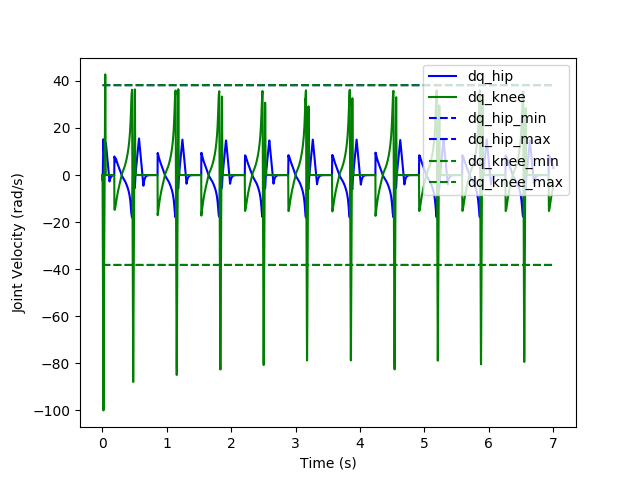 dq_hip
dq_knee
dq_hip_min
dq_hip_max
dq_knee_min
dq_knee_max
40
20
0
−20
−40
−60
−80
−100
Joint Velocity (rad/s)
0 1 2 3 4 5 6 7
Time (s)